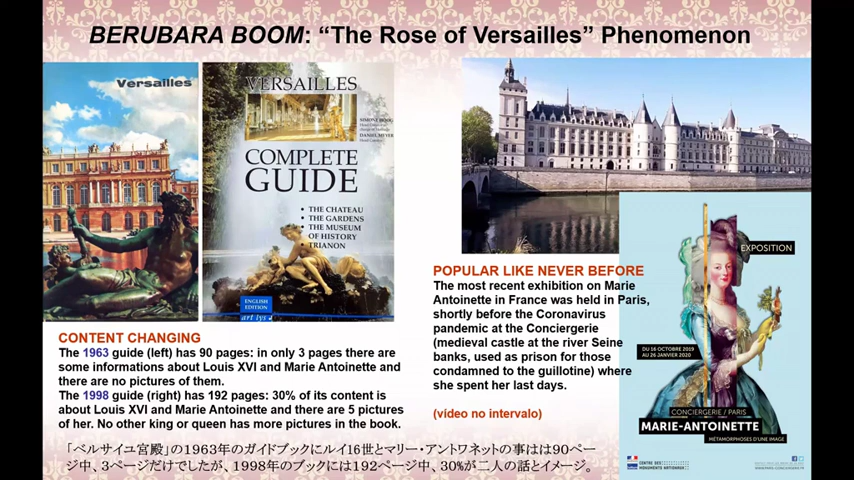 BERUBARA BOOM: “The Rose of Versailles” Phenomenon
Versailles
VERSAILLES
COMPLETE
GUIDE
• THE CHATEAU
• THE GARDENS
• THE MUSEUM
OF HISTORY
• TRIANON
ENGLISH
EDITION
art lys
CONTENT CHANGING
The 1963 guide (left) has 90 pages: in only 3 pages there are
some informations about Louis XVI and Marie Antoinette and
there are no pictures of them.
The 1998 guide (right) has 192 pages: 30% of its content is
about Louis XVI and Marie Antoinette and there are 5 pictures
of her. No other king or queen has more pictures in the book.
POPULAR LIKE NEVER BEFORE
The most recent exhibition on Marie
Antoinette in France was held in Paris,
shortly before the Coronavirus
pandemic at the Conciergerie
(medieval castle at the river Seine
banks, used as prison for those
condemned to the guillotine) where
she spent her last days.
(vídeo no intervalo)
EXPOSITION
DU 16 OCTOBRE 2019
AU 26 JANVIER 2020
CONCIERGERIE / PARIS
MARIE-ANTOINETTE
MÉTAMORPHOSES D'UNE IMAGE
CENTRE DES
MONUMENTS NATIONAUX
「ベルサイユ宮殿」の1963年のガイドブックにルイ16世とマリー・アントワネットの事はは90ペー
ジ中、3ページだけでしたが、1998年のブックには192ページ中、30%が二人の話とイメージ。